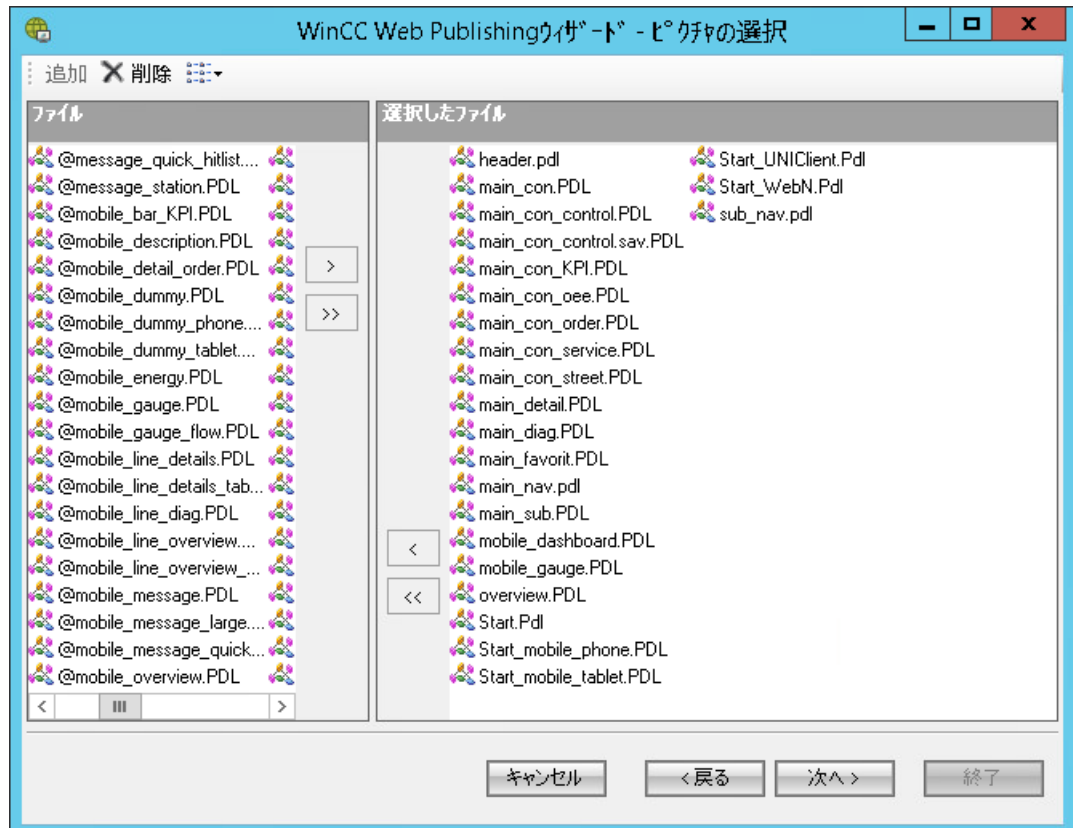 WinCC Web Publishingウィザード - ピクチャの選択
追加 削除
ファイル
@message_quick_hitlist....
@message_station.PDL
@mobile_bar_KPI.PDL
@mobile_description.PDL
@mobile_detail_order.PDL
@mobile_dummy.PDL
@mobile_dummy_phone....
@mobile_dummy_tablet....
@mobile_energy.PDL
@mobile_gauge.PDL
@mobile_gauge_flow.PDL
@mobile_line_details.PDL
@mobile_line_details_tab...
@mobile_line_diag.PDL
@mobile_line_overview....
@mobile_line_overview_...
@mobile_message.PDL
@mobile_message_large....
@mobile_message_quick...
@mobile_overview.PDL
>
>>
<
<<
選択したファイル
header.pdl
main_con.PDL
main_con_control.PDL
main_con_control.sav.PDL
main_con_KPI.PDL
main_con_oee.PDL
main_con_order.PDL
main_con_service.PDL
main_con_street.PDL
main_detail.PDL
main_diag.PDL
main_favorit.PDL
main_nav.pdl
main_sub.PDL
mobile_dashboard.PDL
mobile_gauge.PDL
overview.PDL
Start.Pdl
Start_mobile_phone.PDL
Start_mobile_tablet.PDL
Start_UNIClient.Pdl
Start_WebN.Pdl
sub_nav.pdl
キャンセル <戻る 次へ> 終了